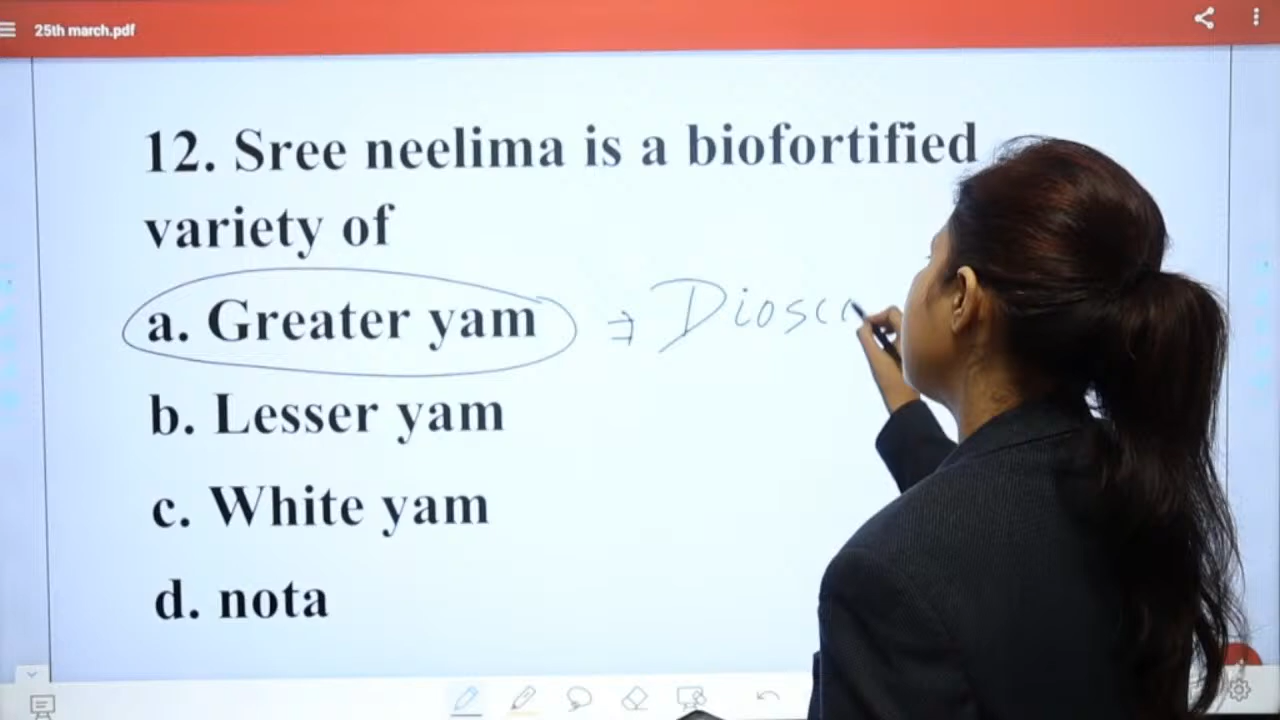 25th march.pdf
12. Sree neelima is a biofortified
variety of
a. Greater yam ⇒ Diosc
b. Lesser yam
c. White yam
d. nota